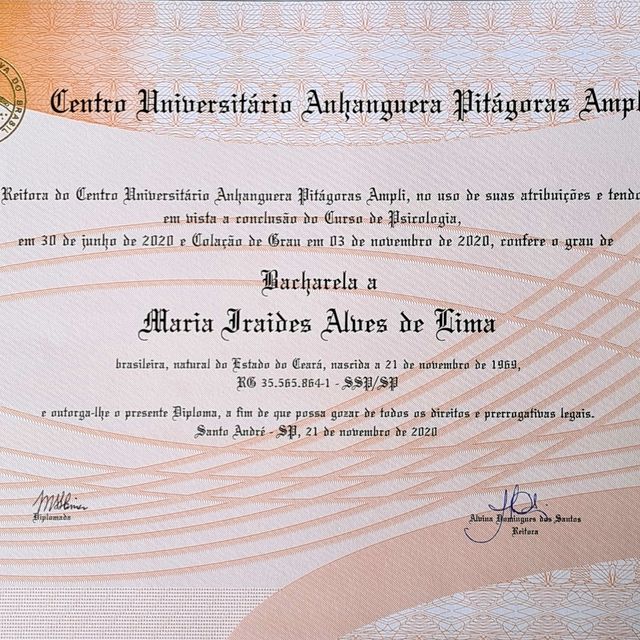 VA DO BRASIL
Centro Universitário Anhanguera Pitágoras Ampl
Reitora do Centro Universitário Anhanguera Pitágoras Ampli, no uso de suas atribuições e tendo
em vista a conclusão do Curso de Psicologia,
em 30 de junho de 2020 e Colação de Grau em 03 de novembro de 2020, confere o grau de
Bacharela a
Maria Iraides Alves de Lima
brasileira, natural do Estado do Ceará, nascida a 21 de novembro de 1969,
RG 35.565.864-1 - SSP/SP
e outorga-lhe o presente Diploma, a fim de que possa gozar de todos os direitos e prerrogativas legais.
Santo André - SP, 21 de novembro de 2020
Diplomado
Alvina Domingues dos Santos
Reitora